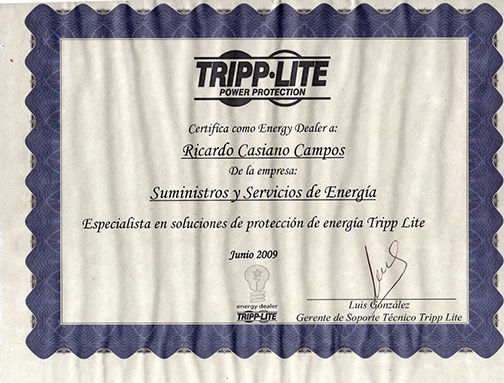 TRIPP·LITE
POWER PROTECTION
Certifica como Energy Dealer a:
Ricardo Casiano Campos
De la empresa:
Suministros y Servicios de Energía
Especialista en soluciones de protección de energía Tripp Lite
Junio 2009
energy dealer
TRIPP·LITE
Luis González
Gerente de Soporte Técnico Tripp Lite